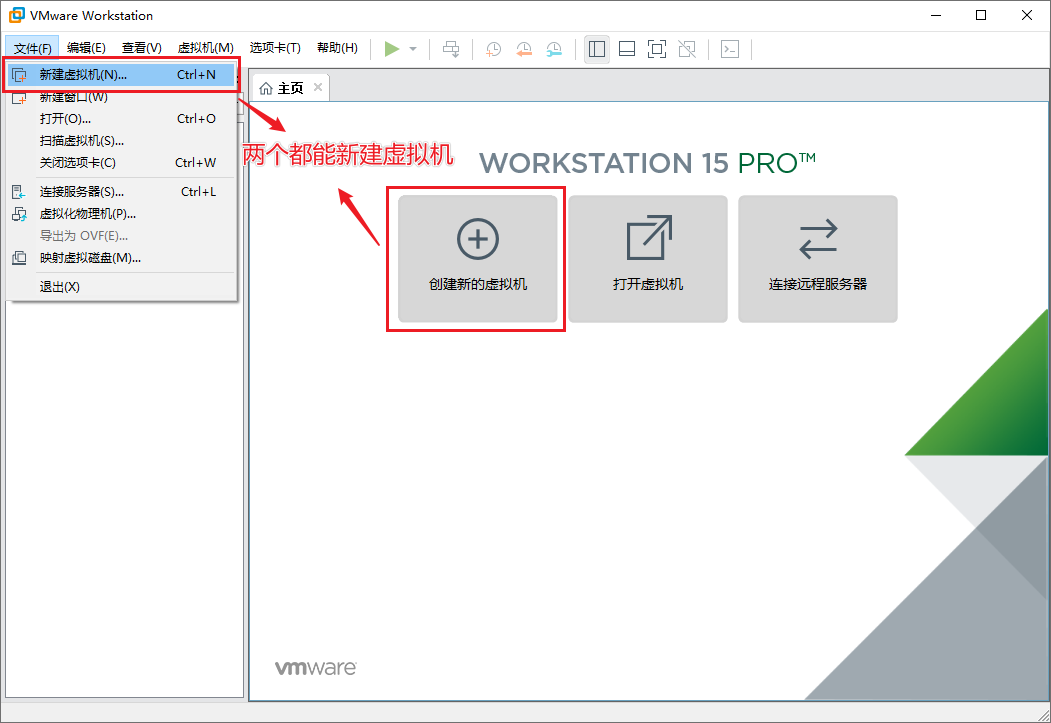 VMware Workstation
文件(F) 编辑(E) 查看(V) 虚拟机(M) 选项卡(T) 帮助(H)
新建虚拟机(N)... Ctrl+N
新建窗口(W)
打开(O)... Ctrl+O
扫描虚拟机(S)...
关闭选项卡(C) Ctrl+W
连接服务器(S)... Ctrl+L
虚拟化物理机(P)...
导出为 OVF(E)...
映射虚拟磁盘(M)...
退出(X)
主页
两个都能新建虚拟机
WORKSTATION 15 PRO™
创建新的虚拟机
打开虚拟机
连接远程服务器
vmware